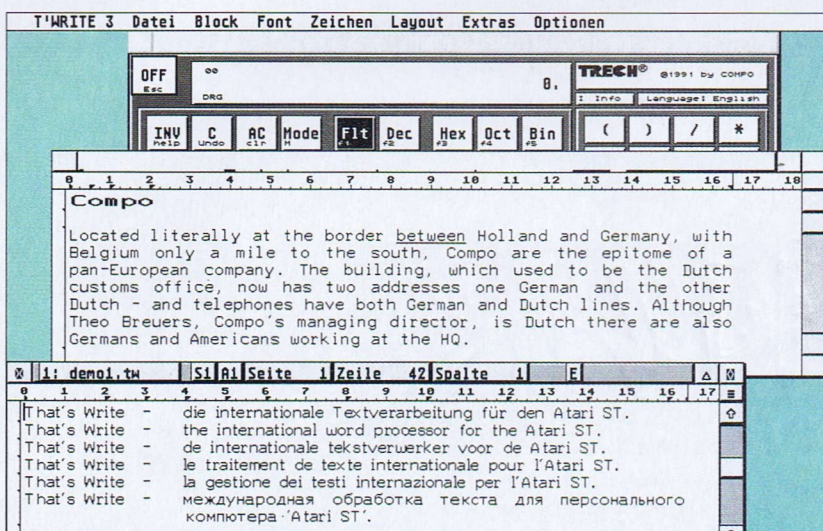 T'WRITE 3 Datei Block Font Zeichen Layout Extras Optionen
OFF
Esc
DRG
0.
TRECH® ©1991 by COMPO
I Info Language: English
INV C AC Mode Flt Dec Hex Oct Bin ( ) / *
help Undo clr M f1 f2 f3 f4 f5
0 1 2 3 4 5 6 7 8 9 10 11 12 13 14 15 16 17 18
Compo
Located literally at the border between Holland and Germany, with
Belgium only a mile to the south, Compo are the epitome of a
pan-European company. The building, which used to be the Dutch
customs office, now has two addresses one German and the other
Dutch - and telephones have both German and Dutch lines. Although
Theo Breuers, Compo's managing director, is Dutch there are also
Germans and Americans working at the HQ.
1: demo1.tw S1 A1 Seite 1 Zeile 42 Spalte 1 E
0 1 2 3 4 5 6 7 8 9 10 11 12 13 14 15 16 17
That's Write - die internationale Textverarbeitung für den Atari ST.
That's Write - the international word processor for the Atari ST.
That's Write - de internationale tekstverwerker voor de Atari ST.
That's Write - le traitement de texte internationale pour l'Atari ST.
That's Write - la gestione dei testi internazionale per l'Atari ST.
That's Write - международная обработка текста для персонального
компютера 'Atari ST'.